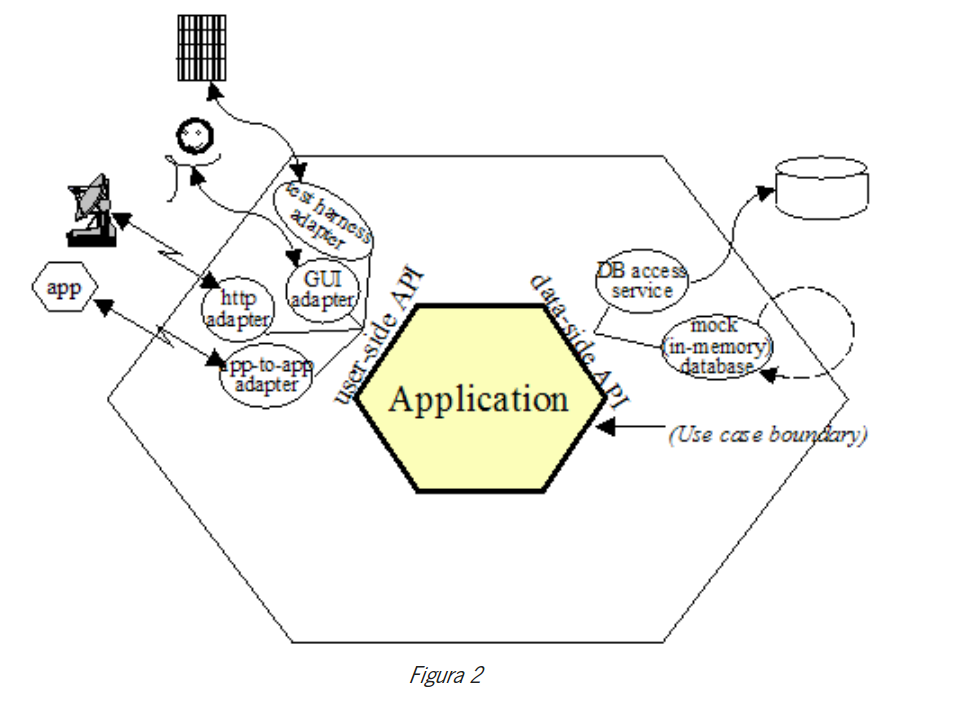 test harness
adapter
GUI
adapter
http
adapter
app
app-to-app
adapter
user-side API
data-side API
DB access
service
mock
(in-memory)
database
Application
(Use case boundary)
Figura 2